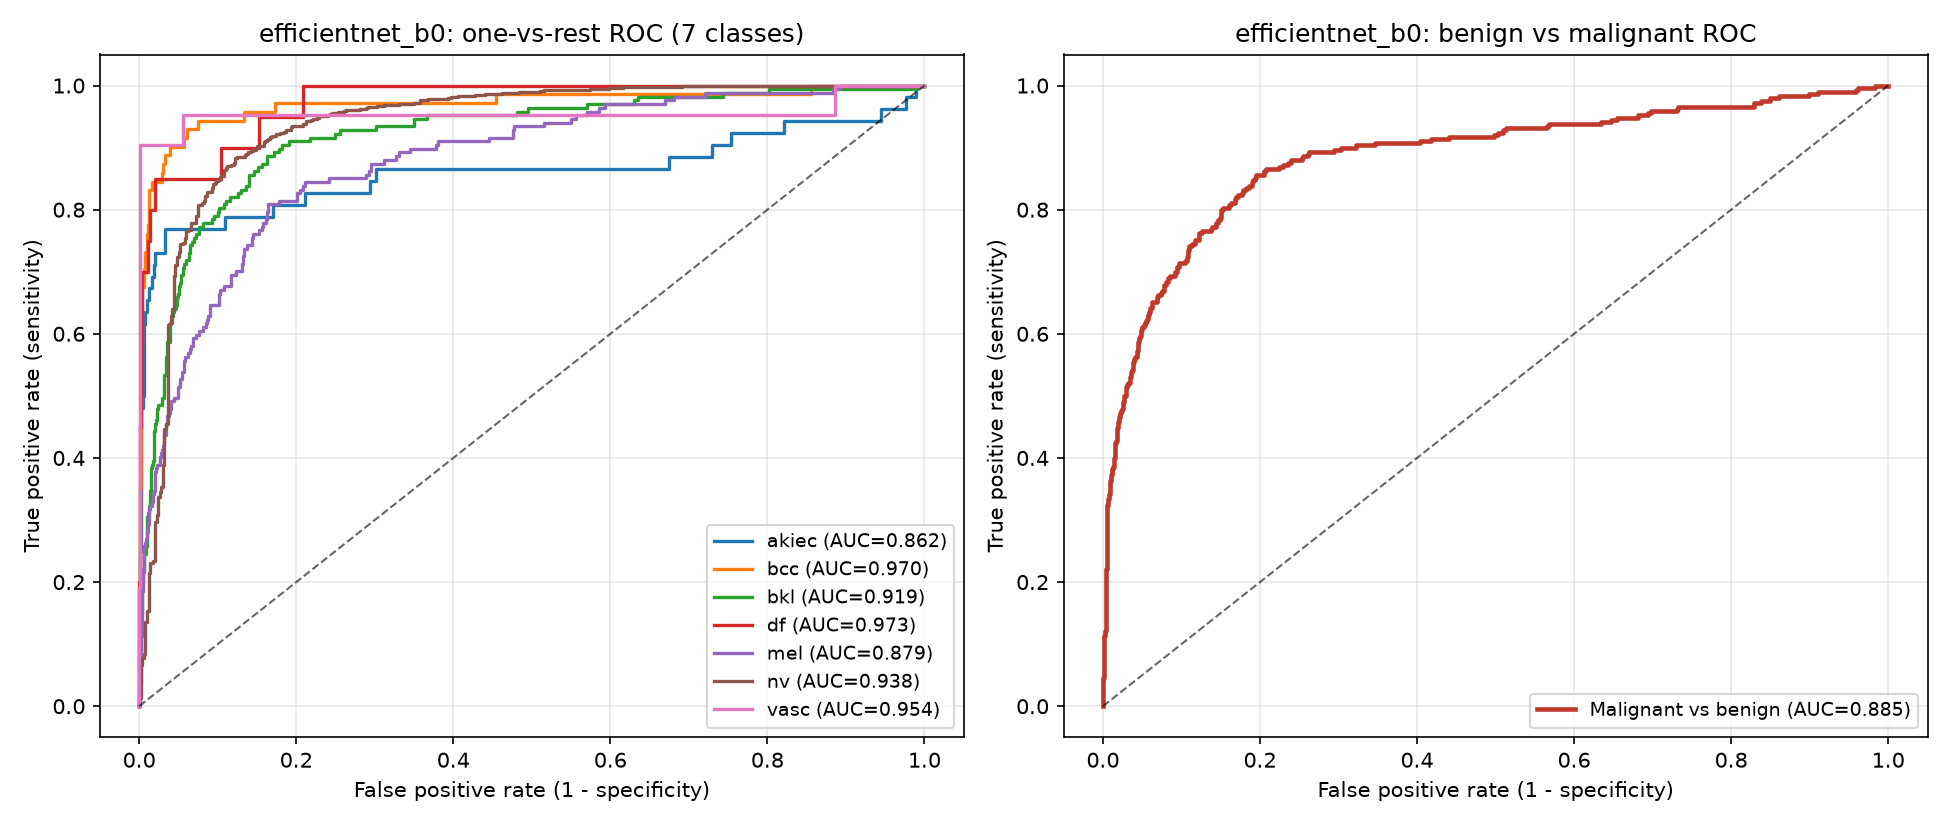 efficientnet_b0: one-vs-rest ROC (7 classes)
True positive rate (sensitivity)
1.0
0.8
0.6
0.4
0.2
0.0
akiec (AUC=0.862)
bcc (AUC=0.970)
bkl (AUC=0.919)
df (AUC=0.973)
mel (AUC=0.879)
nv (AUC=0.938)
vasc (AUC=0.954)
0.0 0.2 0.4 0.6 0.8 1.0
False positive rate (1 - specificity)
efficientnet_b0: benign vs malignant ROC
True positive rate (sensitivity)
1.0
0.8
0.6
0.4
0.2
0.0
Malignant vs benign (AUC=0.885)
0.0 0.2 0.4 0.6 0.8 1.0
False positive rate (1 - specificity)